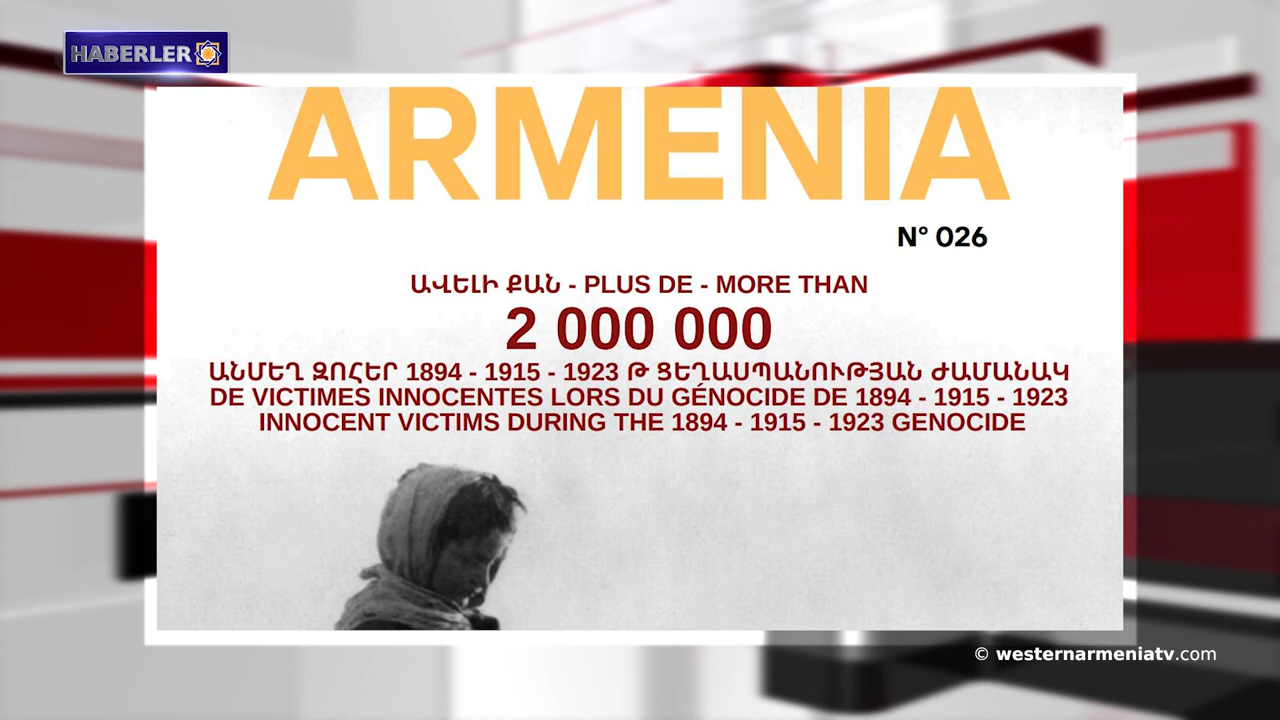 HABERLER
ARMENIA
N° 026
ԱՎԵԼԻ ՔԱՆ - PLUS DE - MORE THAN
2 000 000
ԱՆՄԵՂ ԶՈՀԵՐ 1894 - 1915 - 1923 Թ ՑԵՂԱՍՊԱՆՈՒԹՅԱՆ ԺԱՄԱՆԱԿ
DE VICTIMES INNOCENTES LORS DU GÉNOCIDE DE 1894 - 1915 - 1923
INNOCENT VICTIMS DURING THE 1894 - 1915 - 1923 GENOCIDE
© westernarmeniatv.com